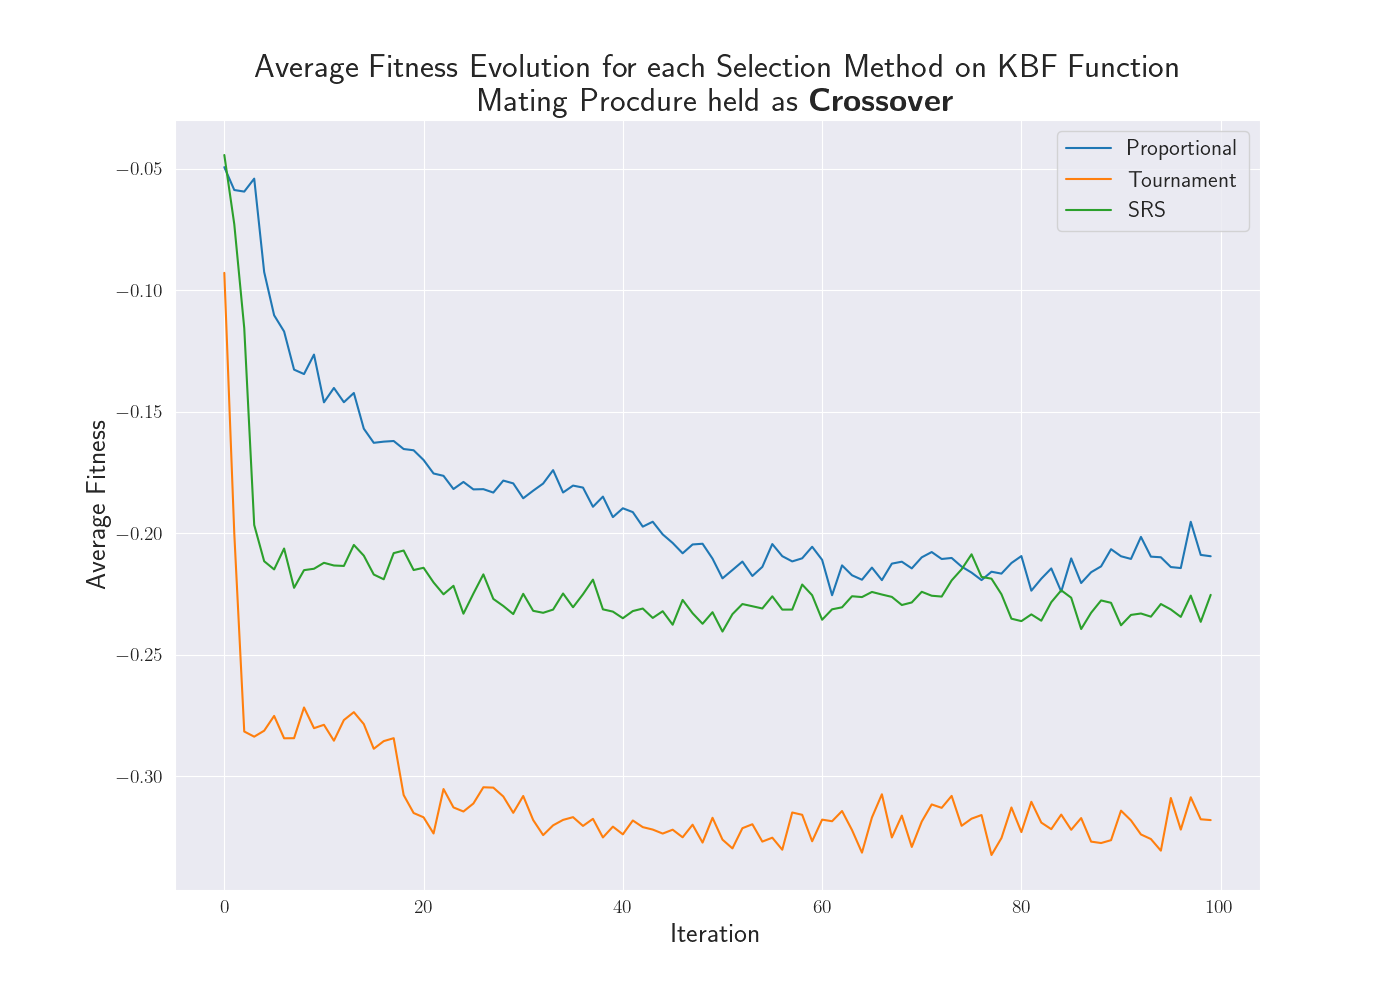 Average Fitness Evolution for each Selection Method on KBF Function
Mating Procdure held as Crossover
Proportional
Tournament
SRS
Average Fitness
−0.05
−0.10
−0.15
−0.20
−0.25
−0.30
0 20 40 60 80 100
Iteration